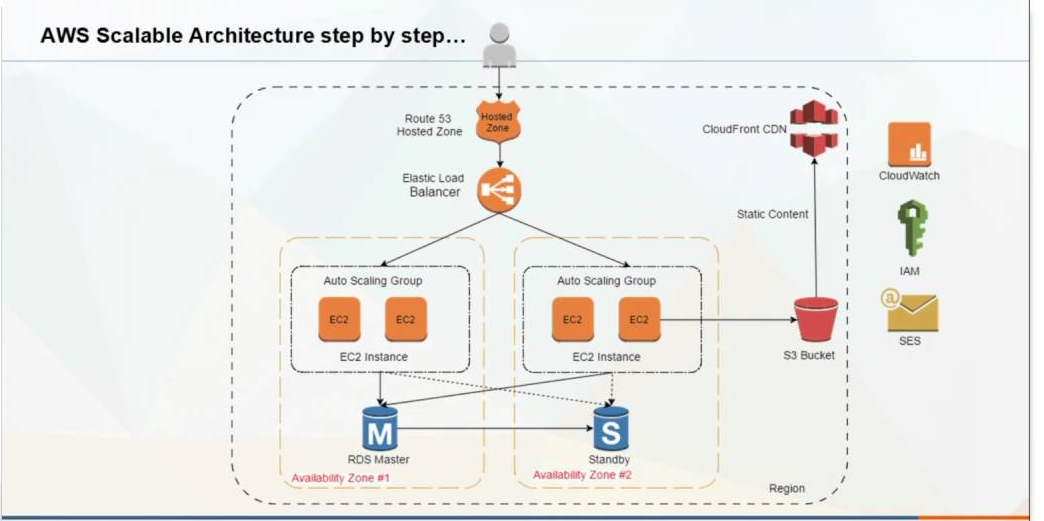 AWS Scalable Architecture step by step...
Route 53
Hosted Zone
Hosted
Zone
CloudFront CDN
CloudWatch
Elastic Load
Balancer
Static Content
IAM
Auto Scaling Group
EC2
EC2
EC2 Instance
Auto Scaling Group
EC2
EC2
EC2 Instance
@
SES
S3 Bucket
M
RDS Master
S
Standby
Availability Zone #1
Availability Zone #2
Region